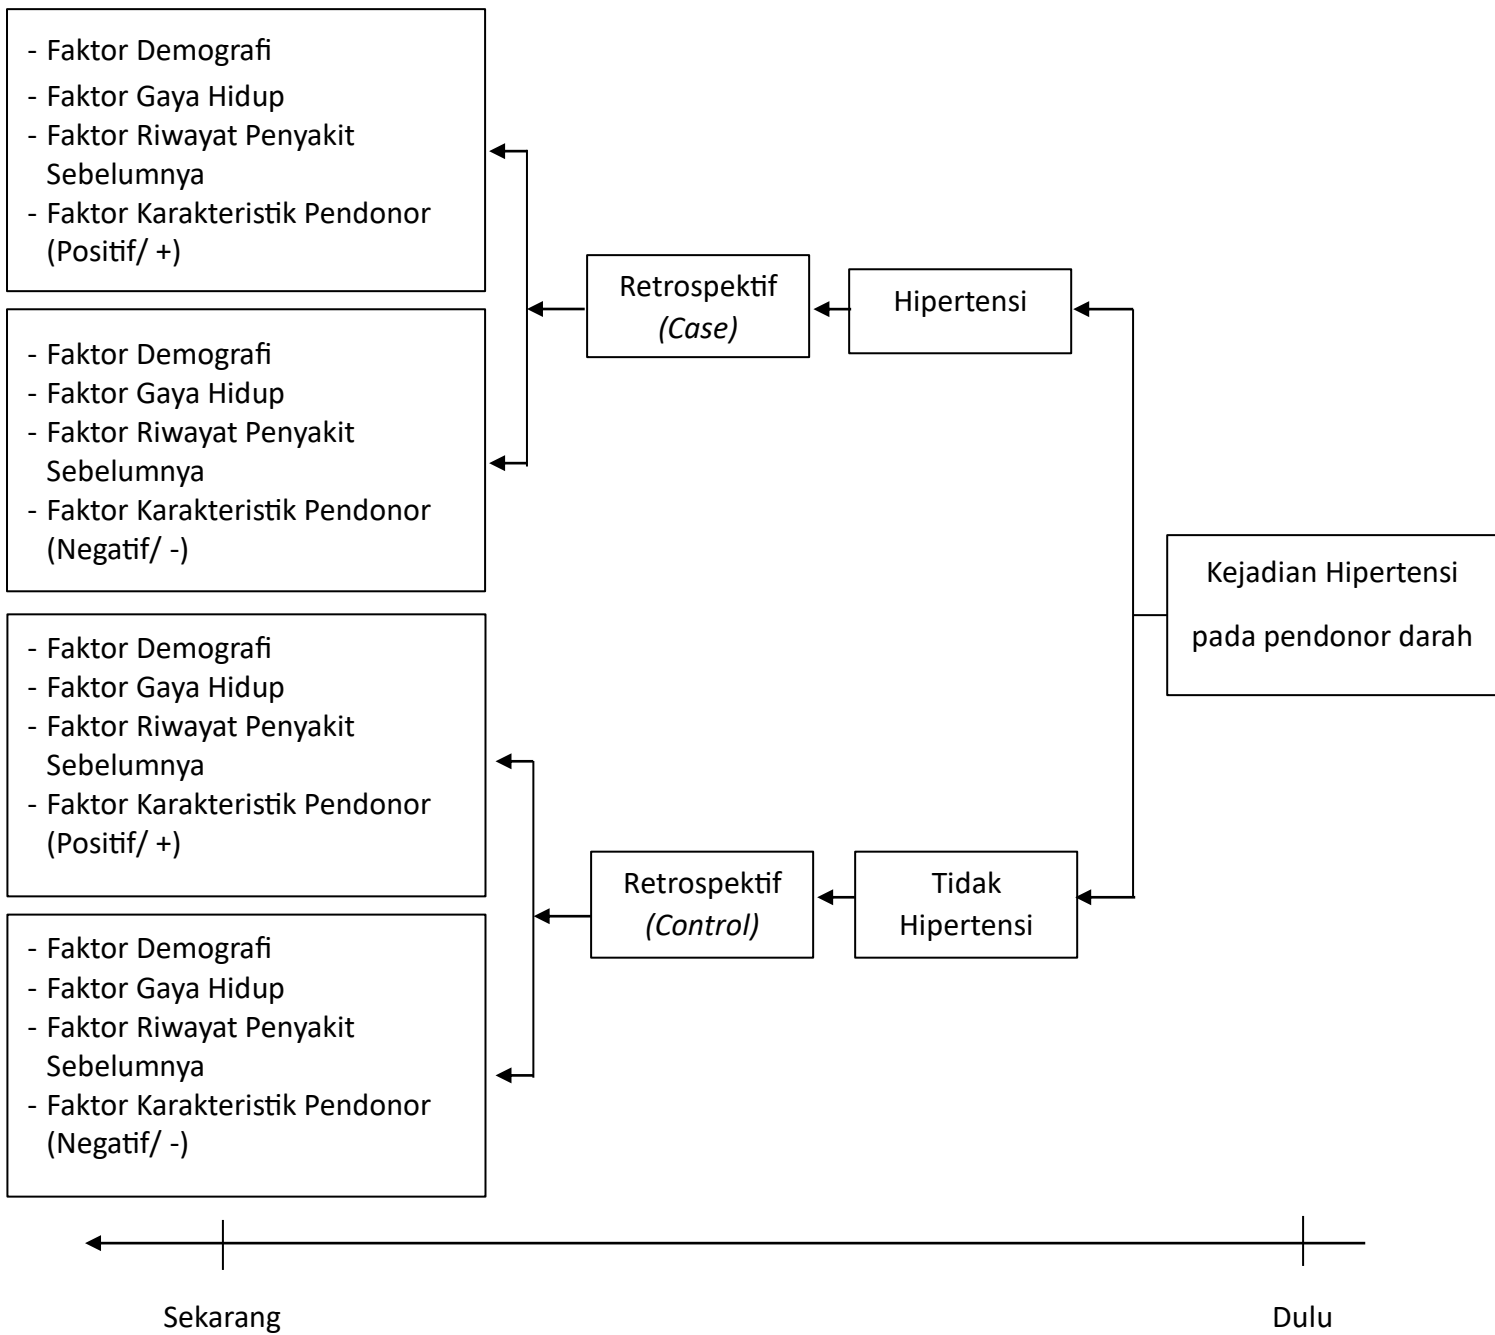 - Faktor Demografi
- Faktor Gaya Hidup
- Faktor Riwayat Penyakit
Sebelumnya
- Faktor Karakteristik Pendonor
(Positif/ +)
- Faktor Demografi
- Faktor Gaya Hidup
- Faktor Riwayat Penyakit
Sebelumnya
- Faktor Karakteristik Pendonor
(Negatif/ -)
- Faktor Demografi
- Faktor Gaya Hidup
- Faktor Riwayat Penyakit
Sebelumnya
- Faktor Karakteristik Pendonor
(Positif/ +)
- Faktor Demografi
- Faktor Gaya Hidup
- Faktor Riwayat Penyakit
Sebelumnya
- Faktor Karakteristik Pendonor
(Negatif/ -)
Retrospektif
(Case)
Hipertensi
Retrospektif
(Control)
Tidak
Hipertensi
Kejadian Hipertensi
pada pendonor darah
Sekarang
Dulu